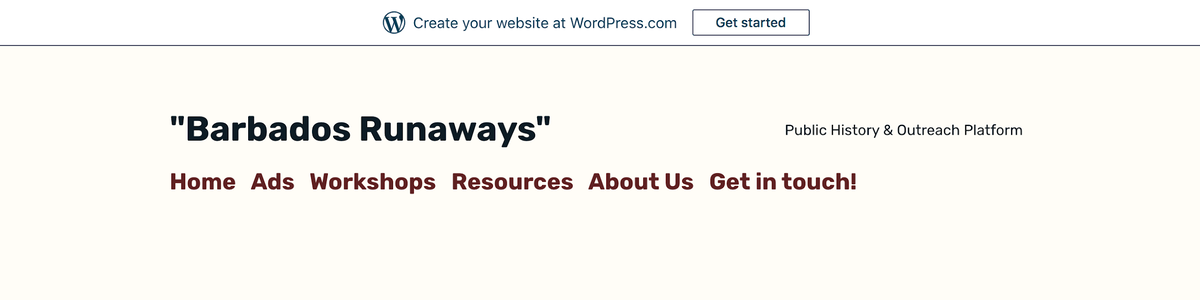 Create your website at WordPress.com Get started
"Barbados Runaways" Public History & Outreach Platform
Home Ads Workshops Resources About Us Get in touch!